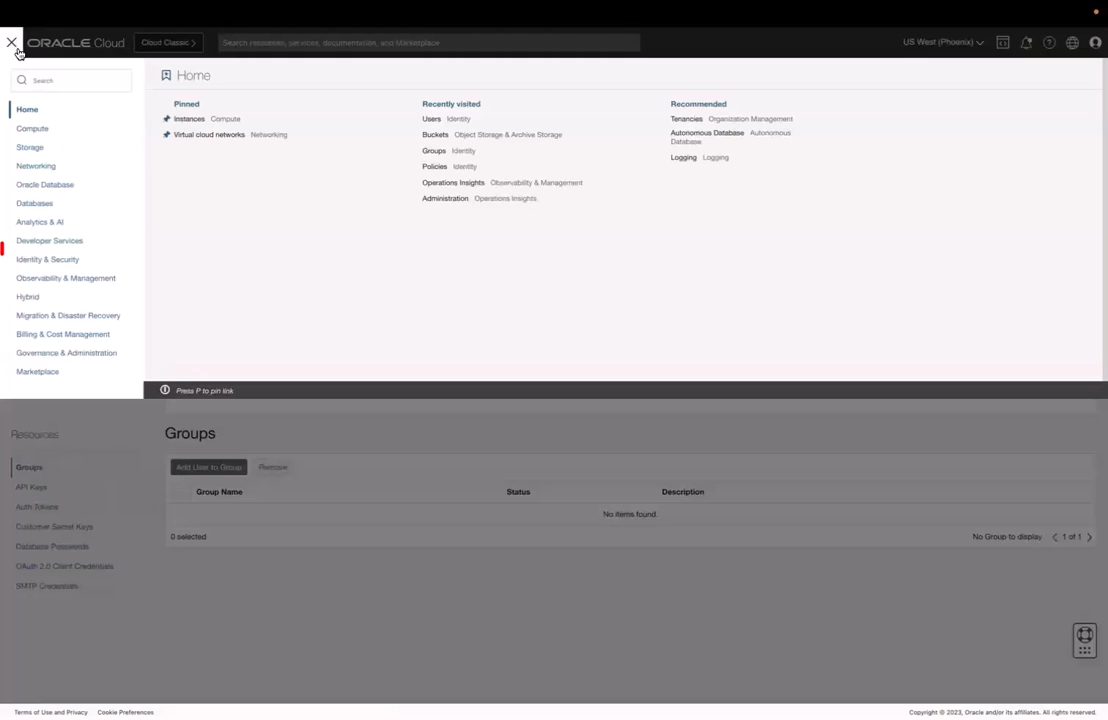 ORACLE Cloud
Cloud Classic >
Search resources, services, documentation, and Marketplace
US West (Phoenix)
Search
Home
Compute
Storage
Networking
Oracle Database
Databases
Analytics & AI
Developer Services
Identity & Security
Observability & Management
Hybrid
Migration & Disaster Recovery
Billing & Cost Management
Governance & Administration
Marketplace
Home
Pinned
Instances Compute
Virtual cloud networks Networking
Recently visited
Users Identity
Buckets Object Storage & Archive Storage
Groups Identity
Policies Identity
Operations Insights Observability & Management
Administration Operations Insights
Recommended
Tenancies Organization Management
Autonomous Database Autonomous
Database
Logging Logging
Press P to pin link
Resources
Groups
API Keys
Auth Tokens
Customer Secret Keys
Database Passwords
OAuth 2.0 Client Credentials
SMTP Credentials
Groups
Add User to Group Remove
Group Name Status Description
No items found.
0 selected No Group to display < 1 of 1 >
Terms of Use and Privacy Cookie Preferences
Copyright © 2023, Oracle and/or its affiliates. All rights reserved.